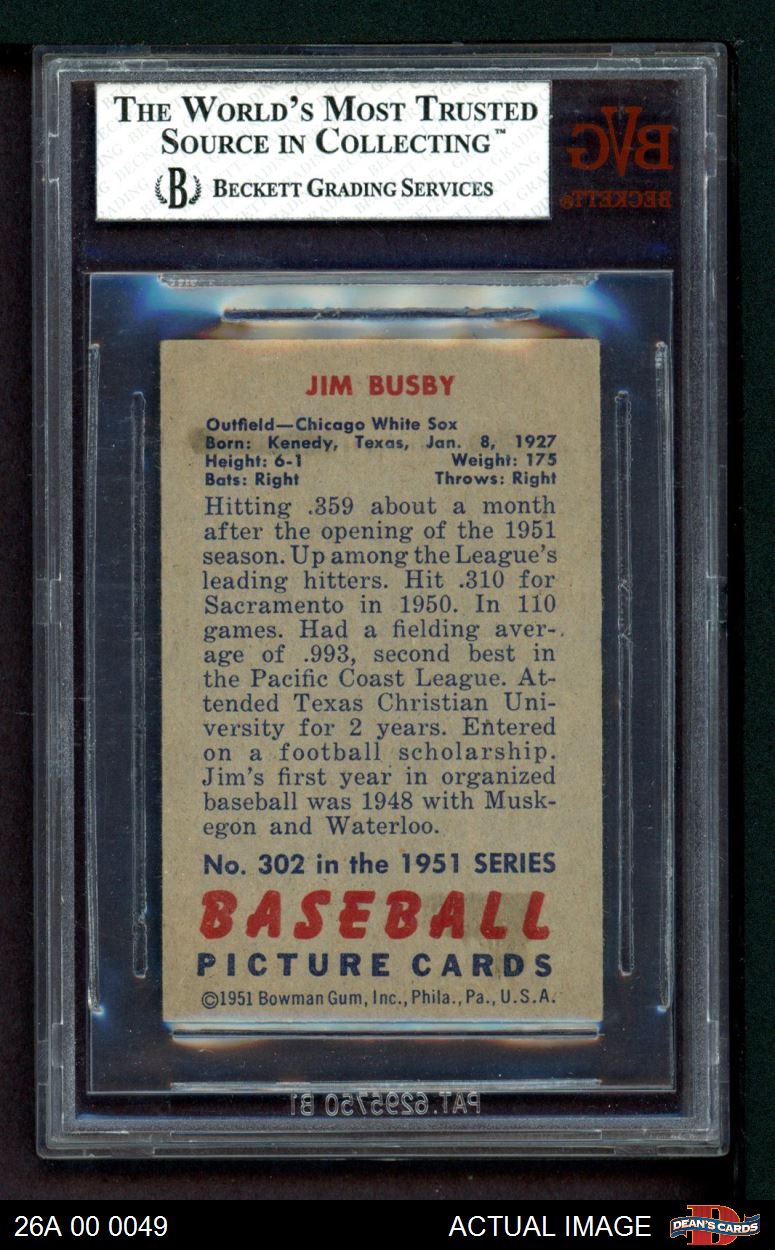 THE WORLD'S MOST TRUSTED
SOURCE IN COLLECTING™
B BECKETT GRADING SERVICES
BVG
BECKETT®
JIM BUSBY
Outfield—Chicago White Sox
Born: Kenedy, Texas, Jan. 8, 1927
Height: 6-1 Weight: 175
Bats: Right Throws: Right
Hitting .359 about a month
after the opening of the 1951
season. Up among the League's
leading hitters. Hit .310 for
Sacramento in 1950. In 110
games. Had a fielding aver-
age of .993, second best in
the Pacific Coast League. At-
tended Texas Christian Uni-
versity for 2 years. Entered
on a football scholarship.
Jim's first year in organized
baseball was 1948 with Musk-
egon and Waterloo.
No. 302 in the 1951 SERIES
BASEBALL
PICTURE CARDS
©1951 Bowman Gum, Inc., Phila., Pa., U.S.A.
PAT. 6295750 B1
26A 00 0049 ACTUAL IMAGE DEAN'S CARDS